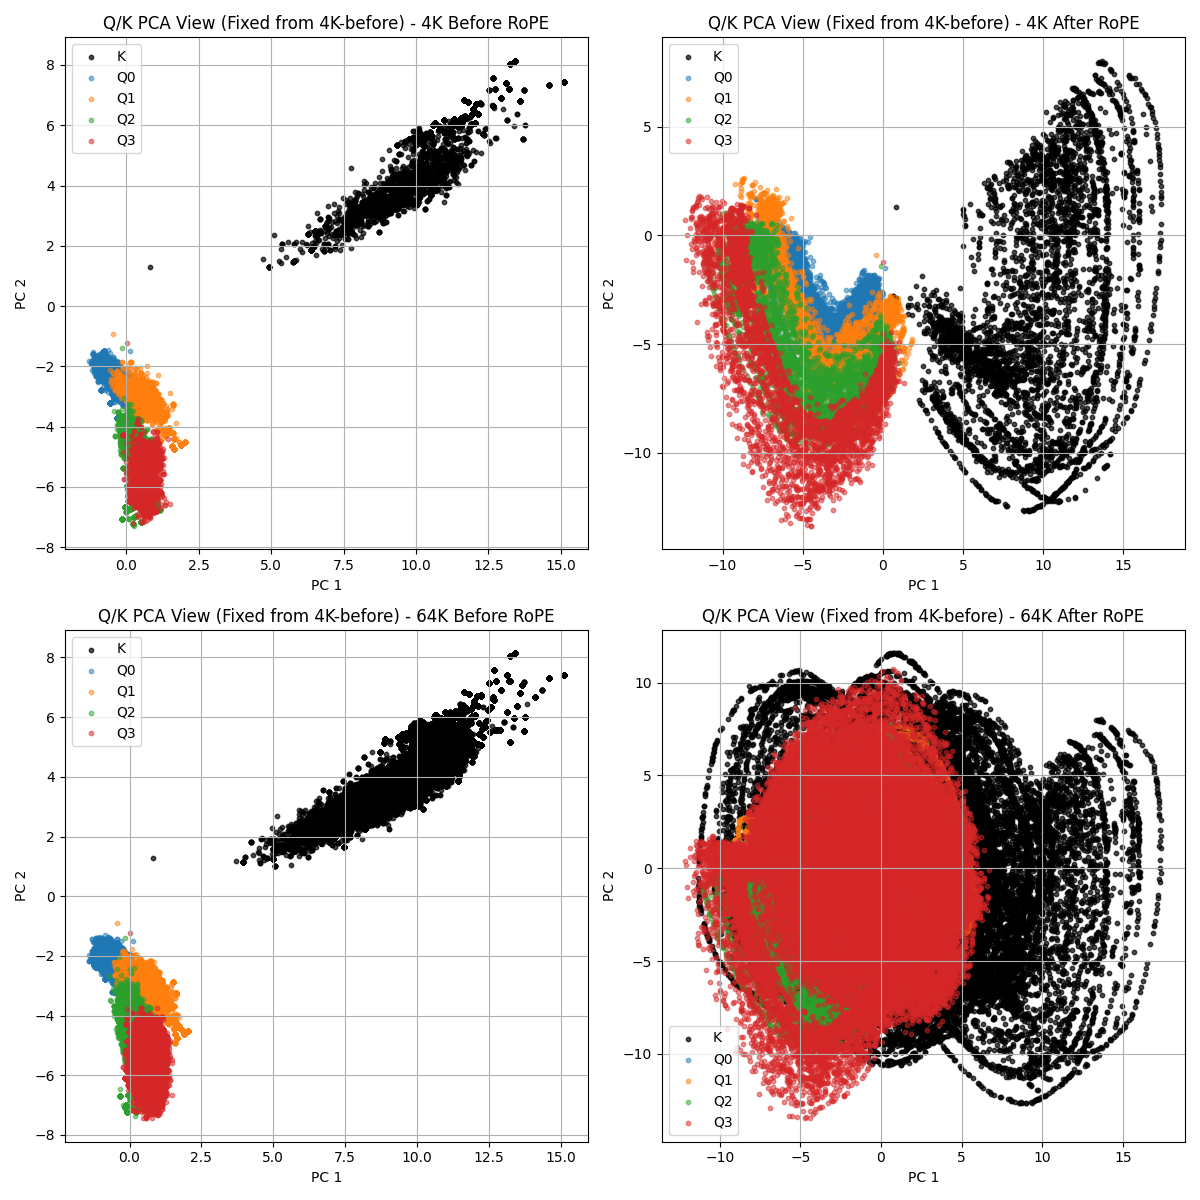 Q/K PCA View (Fixed from 4K-before) - 4K Before RoPE
K
Q0
Q1
Q2
Q3
8
6
4
2
0
−2
−4
−6
−8
PC 2
0.0
2.5
5.0
7.5
10.0
12.5
15.0
PC 1
Q/K PCA View (Fixed from 4K-before) - 4K After RoPE
K
Q0
Q1
Q2
Q3
5
0
−5
−10
PC 2
−10
−5
0
5
10
15
PC 1
Q/K PCA View (Fixed from 4K-before) - 64K Before RoPE
K
Q0
Q1
Q2
Q3
8
6
4
2
0
−2
−4
−6
−8
PC 2
0.0
2.5
5.0
7.5
10.0
12.5
15.0
PC 1
Q/K PCA View (Fixed from 4K-before) - 64K After RoPE
10
5
0
−5
−10
PC 2
K
Q0
Q1
Q2
Q3
−10
−5
0
5
10
15
PC 1